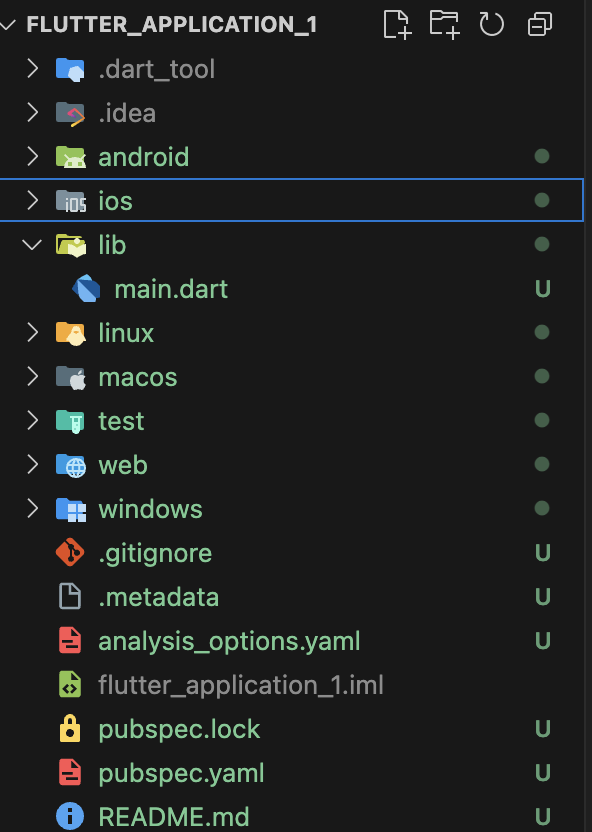 FLUTTER_APPLICATION_1
.dart_tool
.idea
android
iOS ios
lib
main.dart U
linux
macos
test
web
windows
.gitignore U
.metadata U
analysis_options.yaml U
flutter_application_1.iml
pubspec.lock U
pubspec.yaml U
README.md U